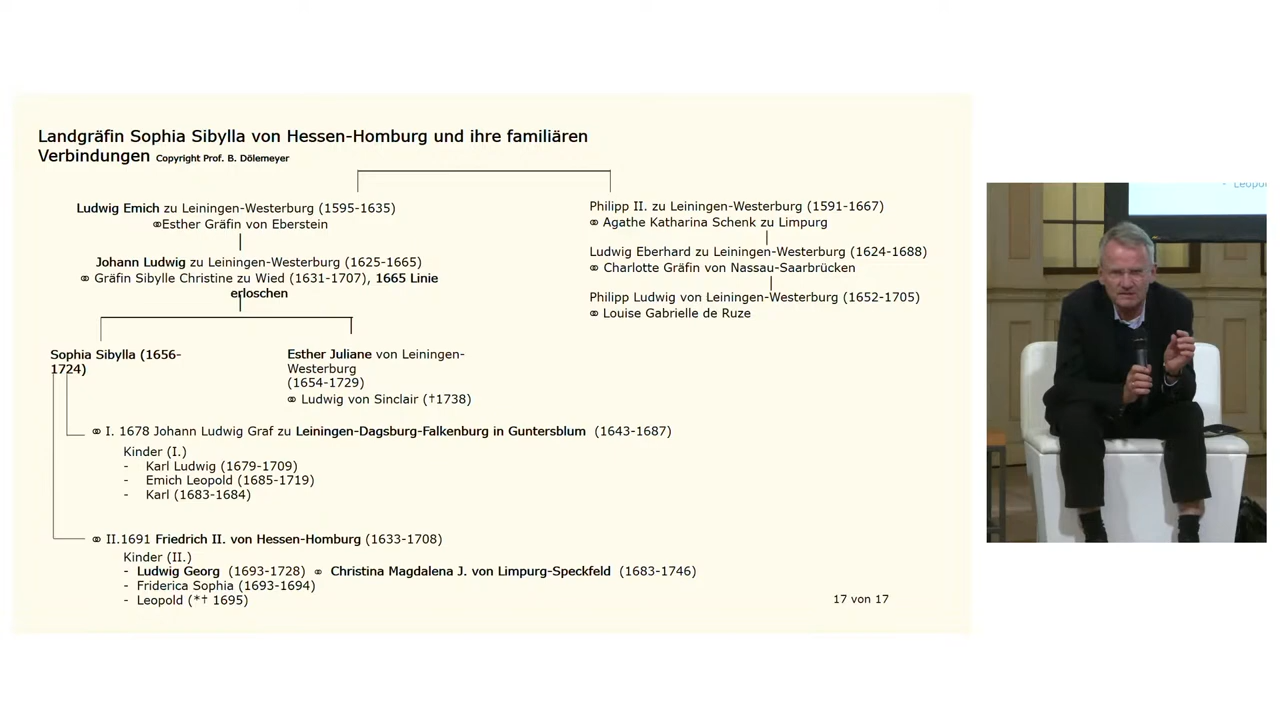 Landgräfin Sophia Sibylla von Hessen-Homburg und ihre familiären
Verbindungen Copyright Prof. B. Dölemeyer
Ludwig Emich zu Leiningen-Westerburg (1595-1635)
⚭Esther Gräfin von Eberstein
Johann Ludwig zu Leiningen-Westerburg (1625-1665)
⚭ Gräfin Sibylle Christine zu Wied (1631-1707), 1665 Linie
erloschen
Philipp II. zu Leiningen-Westerburg (1591-1667)
⚭ Agathe Katharina Schenk zu Limpurg
Ludwig Eberhard zu Leiningen-Westerburg (1624-1688)
⚭ Charlotte Gräfin von Nassau-Saarbrücken
Philipp Ludwig von Leiningen-Westerburg (1652-1705)
⚭ Louise Gabrielle de Ruze
Sophia Sibylla (1656-
1724)
Esther Juliane von Leiningen-
Westerburg
(1654-1729)
⚭ Ludwig von Sinclair (†1738)
⚭ I. 1678 Johann Ludwig Graf zu Leiningen-Dagsburg-Falkenburg in Guntersblum (1643-1687)
Kinder (I.)
- Karl Ludwig (1679-1709)
- Emich Leopold (1685-1719)
- Karl (1683-1684)
⚭ II.1691 Friedrich II. von Hessen-Homburg (1633-1708)
Kinder (II.)
- Ludwig Georg (1693-1728) ⚭ Christina Magdalena J. von Limpurg-Speckfeld (1683-1746)
- Friderica Sophia (1693-1694)
- Leopold (*† 1695)
17 von 17
- Leopol